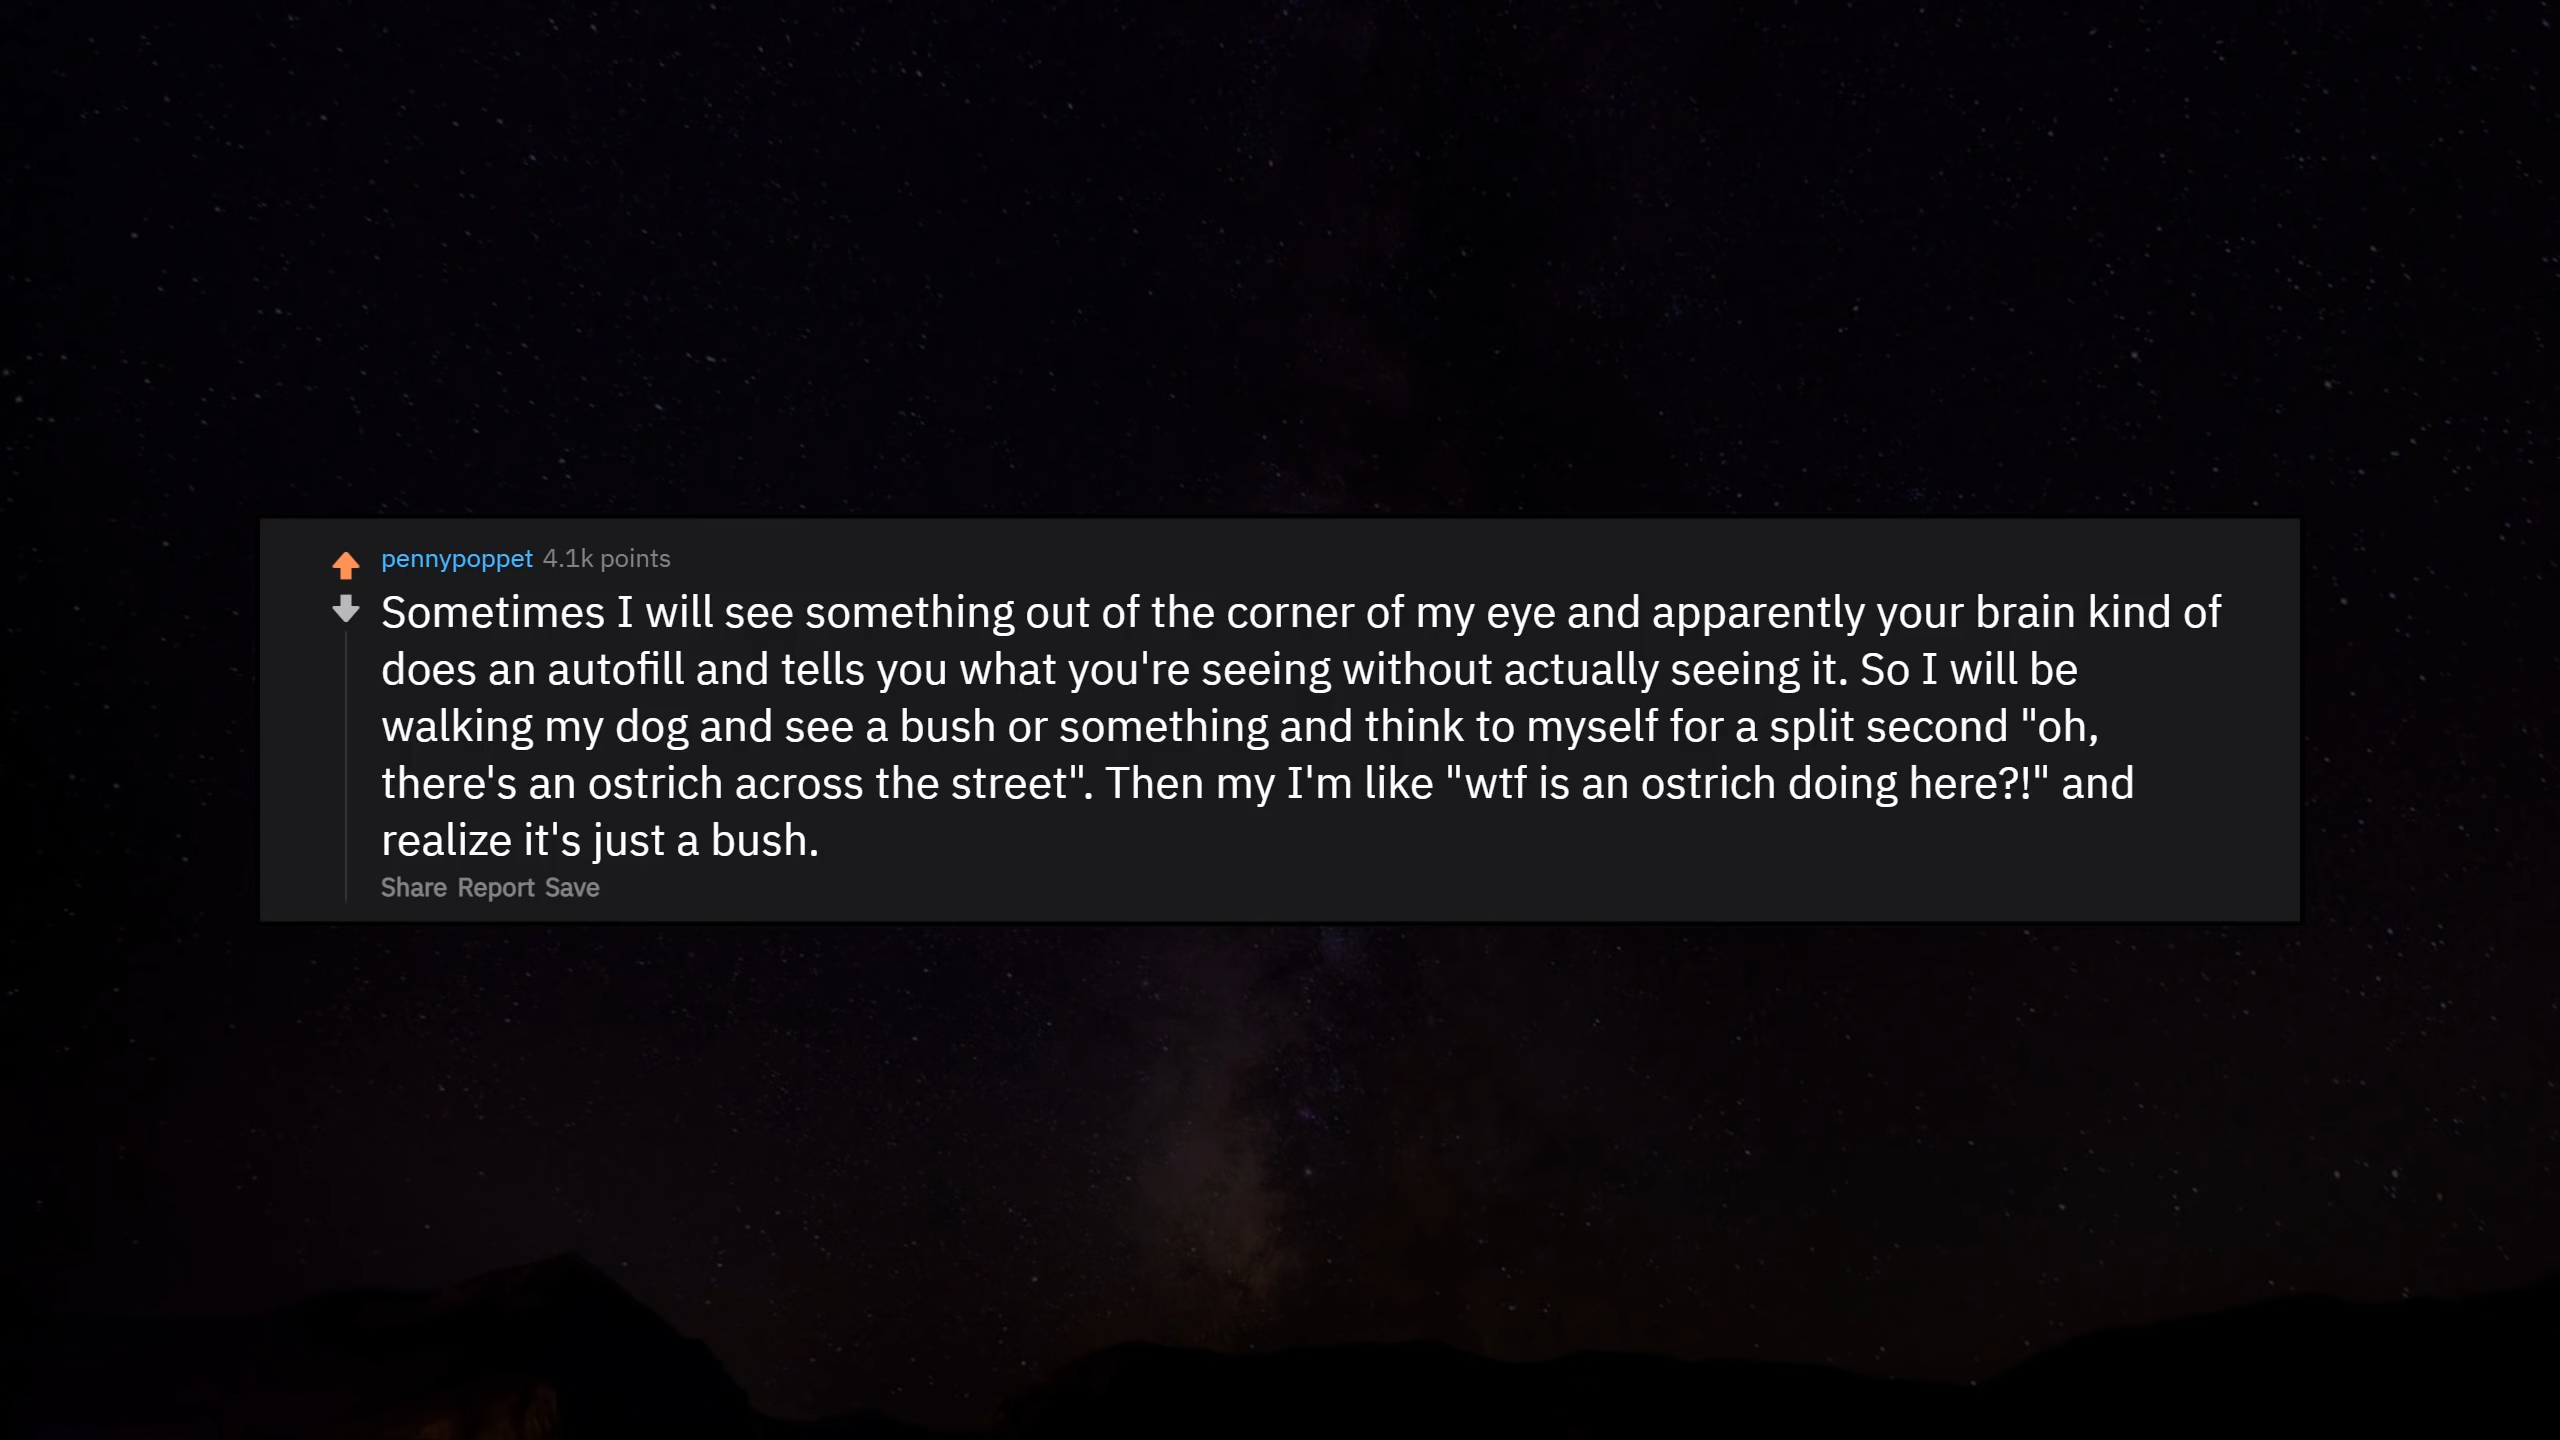 pennypoppet 4.1k points
Sometimes I will see something out of the corner of my eye and apparently your brain kind of
does an autofill and tells you what you're seeing without actually seeing it. So I will be
walking my dog and see a bush or something and think to myself for a split second "oh,
there's an ostrich across the street". Then my I'm like "wtf is an ostrich doing here?!" and
realize it's just a bush.
Share Report Save